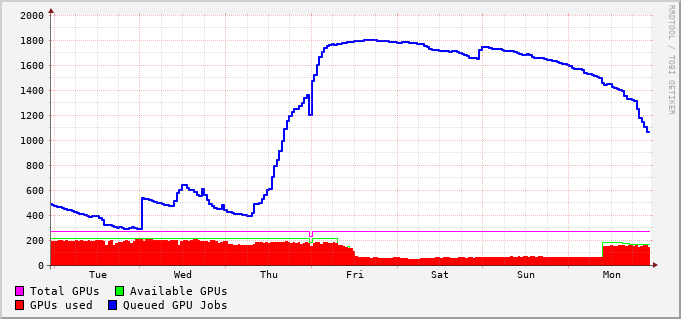 2000
1800
1600
1400
1200
1000
800
600
400
200
0
Tue Wed Thu Fri Sat Sun Mon
Total GPUs Available GPUs
GPUs used Queued GPU Jobs
RRDTOOL / TOBI OETIKER